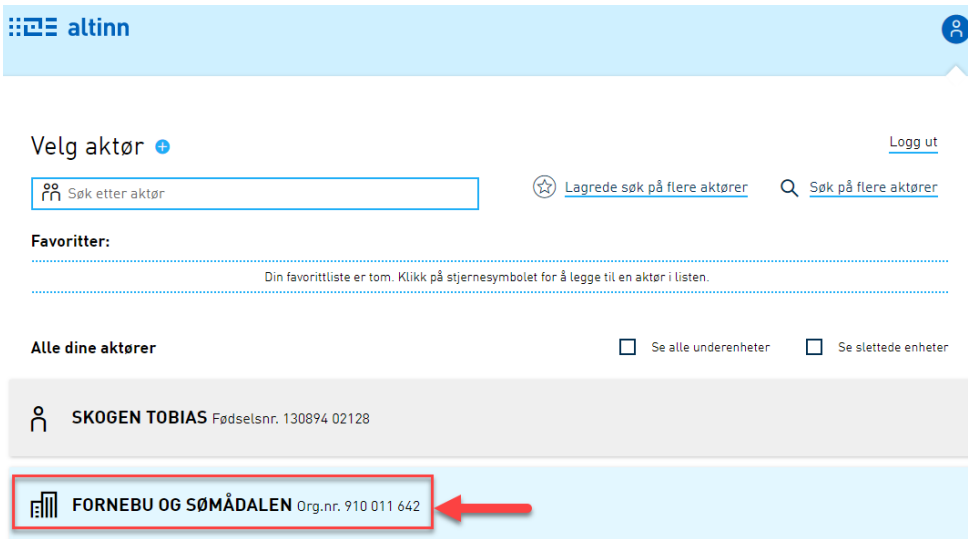 altinn
Velg aktør
Logg ut
Søk etter aktør
Lagrede søk på flere aktører
Søk på flere aktører
Favoritter:
Din favorittliste er tom. Klikk på stjernesymbolet for å legge til en aktør i listen.
Alle dine aktører
Se alle underenheter
Se slettede enheter
SKOGEN TOBIAS Fødselsnr. 130894 02128
FORNEBU OG SØMÅDALEN Org.nr. 910 011 642